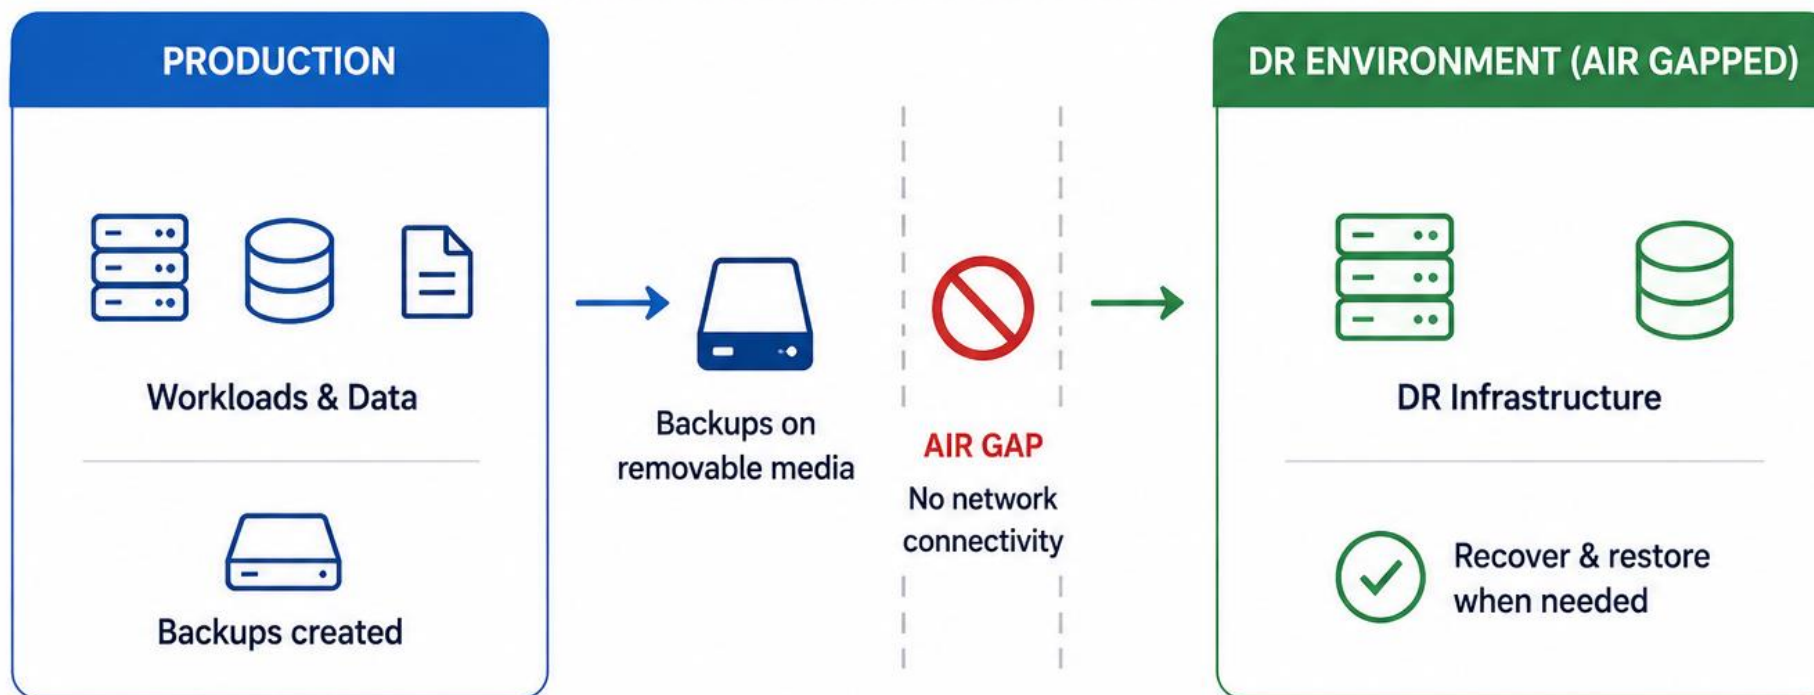 PRODUCTION
Workloads & Data
Backups created
Backups on
removable media
AIR GAP
No network
connectivity
DR ENVIRONMENT (AIR GAPPED)
DR Infrastructure
Recover & restore
when needed